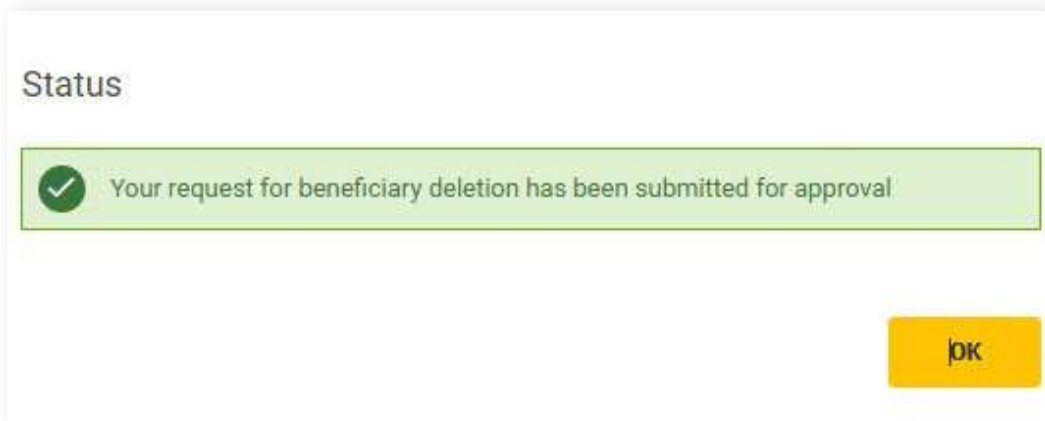 Status
Your request for beneficiary deletion has been submitted for approval
OK